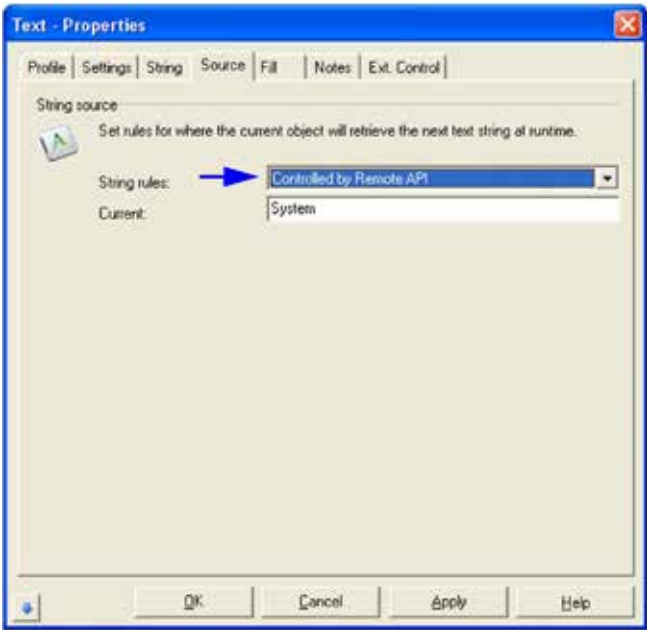 Text - Properties
Profile Settings String Source Fill Notes Ext. Control
String source
Set rules for where the current object will retrieve the next text string at runtime.
String rules: Controlled by Remote API
Current: System
OK Cancel Apply Help